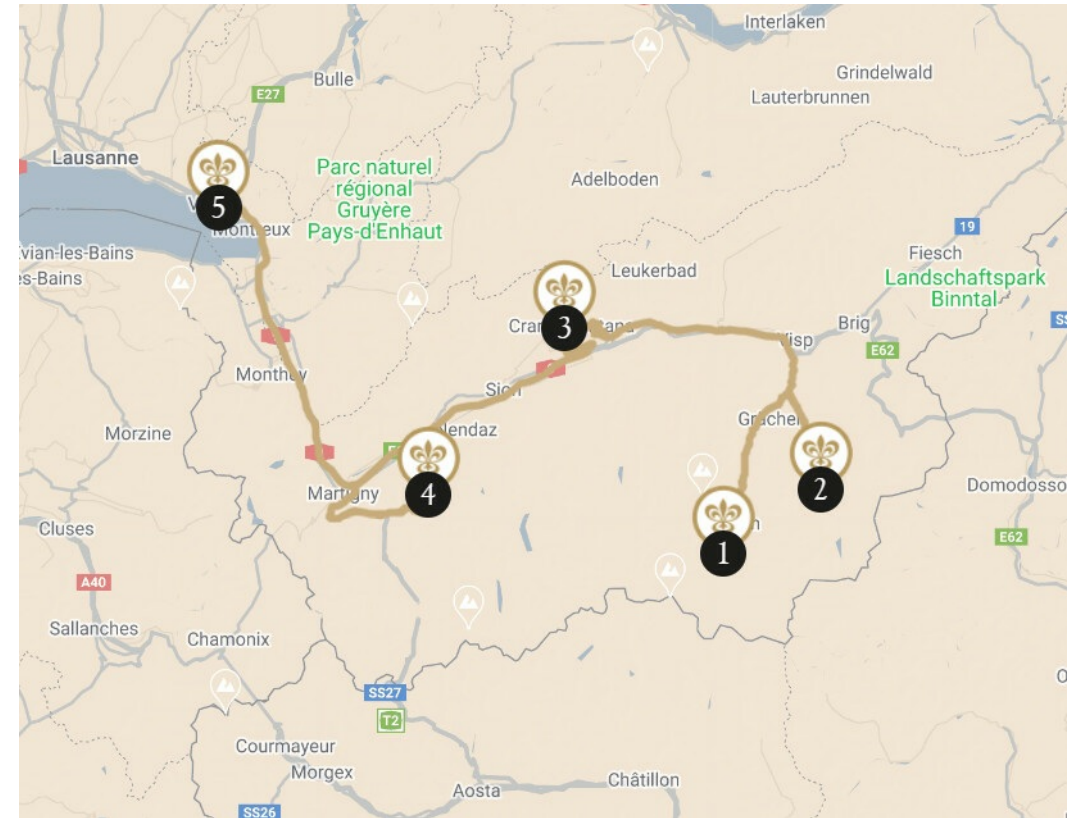 Interlaken
Bulle
Grindelwald
E27
Lauterbrunnen
Lausanne
Parc naturel
régional
Gruyère
Pays-d'Enhaut
Adelboden
5
19
Fiesch
Leukerbad
Landschaftspark
Binntal
3
Brig
E62
Monthey
Sion
Morzine
4
Martigny
2
Domodosso
1
Cluses
E62
A40
Sallanches
Chamonix
SS27
T2
Courmayeur
Morgex
Châtillon
Aosta
SS26